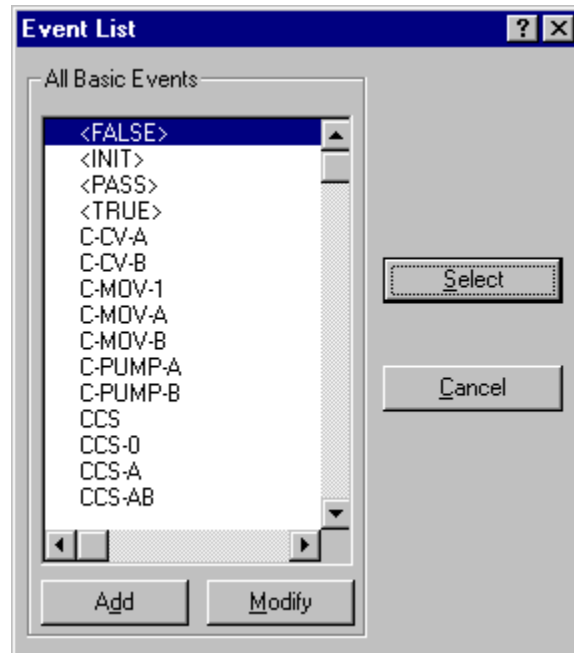 Event List
All Basic Events
<FALSE>
<INIT>
<PASS>
<TRUE>
C-CV-A
C-CV-B
C-MOV-1
C-MOV-A
C-MOV-B
C-PUMP-A
C-PUMP-B
CCS
CCS-0
CCS-A
CCS-AB
Select
Cancel
Add
Modify